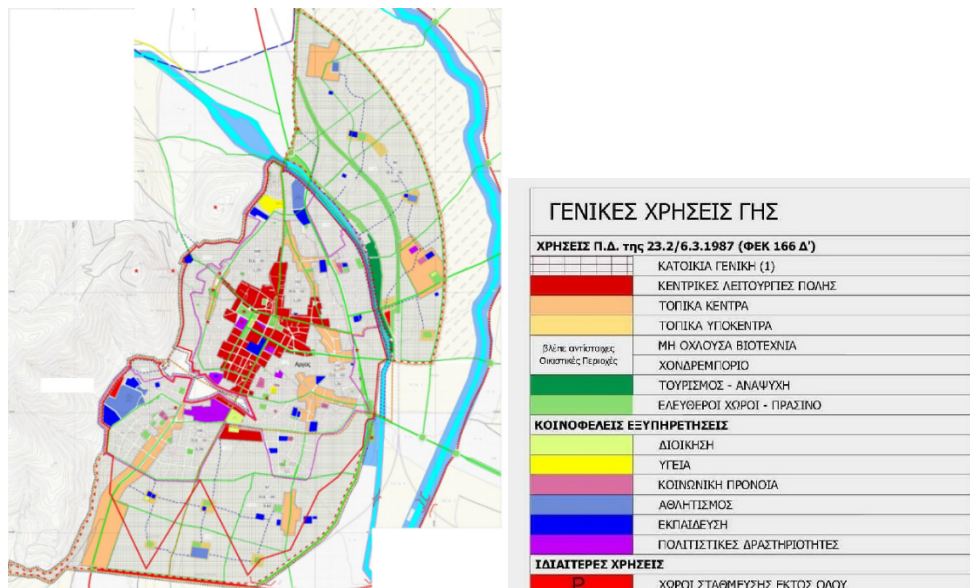 Άργος
ΓΕΝΙΚΕΣ ΧΡΗΣΕΙΣ ΓΗΣ
ΧΡΗΣΕΙΣ Π.Δ. της 23.2/6.3.1987 (ΦΕΚ 166 Δ')
ΚΑΤΟΙΚΙΑ ΓΕΝΙΚΗ (1)
ΚΕΝΤΡΙΚΕΣ ΛΕΙΤΟΥΡΓΙΕΣ ΠΟΛΗΣ
ΤΟΠΙΚΑ ΚΕΝΤΡΑ
ΤΟΠΙΚΑ ΥΠΟΚΕΝΤΡΑ
βλέπε αντίστοιχες
Οικιστικές Περιοχές
ΜΗ ΟΧΛΟΥΣΑ ΒΙΟΤΕΧΝΙΑ
ΧΟΝΔΡΕΜΠΟΡΙΟ
ΤΟΥΡΙΣΜΟΣ - ΑΝΑΨΥΧΗ
ΕΛΕΥΘΕΡΟΙ ΧΩΡΟΙ - ΠΡΑΣΙΝΟ
ΚΟΙΝΩΦΕΛΕΙΣ ΕΞΥΠΗΡΕΤΗΣΕΙΣ
ΔΙΟΙΚΗΣΗ
ΥΓΕΙΑ
ΚΟΙΝΩΝΙΚΗ ΠΡΟΝΟΙΑ
ΑΘΛΗΤΙΣΜΟΣ
ΕΚΠΑΙΔΕΥΣΗ
ΠΟΛΙΤΙΣΤΙΚΕΣ ΔΡΑΣΤΗΡΙΟΤΗΤΕΣ
ΙΔΙΑΙΤΕΡΕΣ ΧΡΗΣΕΙΣ
P ΧΩΡΟΙ ΣΤΑΘΜΕΥΣΗΣ ΕΚΤΟΣ ΟΔΟΥ